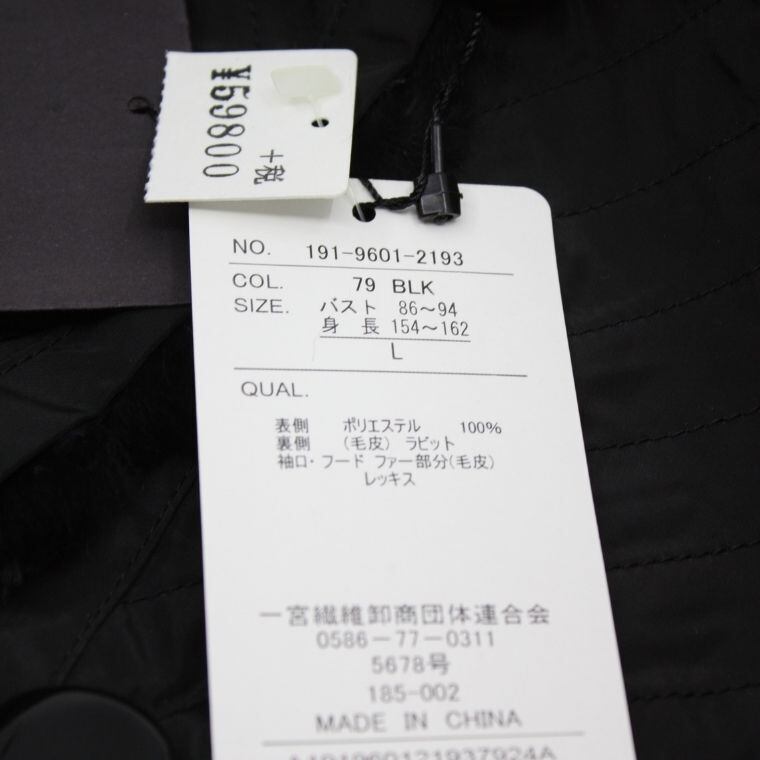 ¥59800
+税
NO. 191-9601-2193
COL. 79 BLK
SIZE. バスト 86～94
身長 154～162
L
QUAL.
表側 ポリエステル 100%
裏側 (毛皮) ラビット
袖口・フード ファー部分(毛皮)
レッキス
一宮繊維卸商団体連合会
0586-77-0311
5678号
185-002
MADE IN CHINA